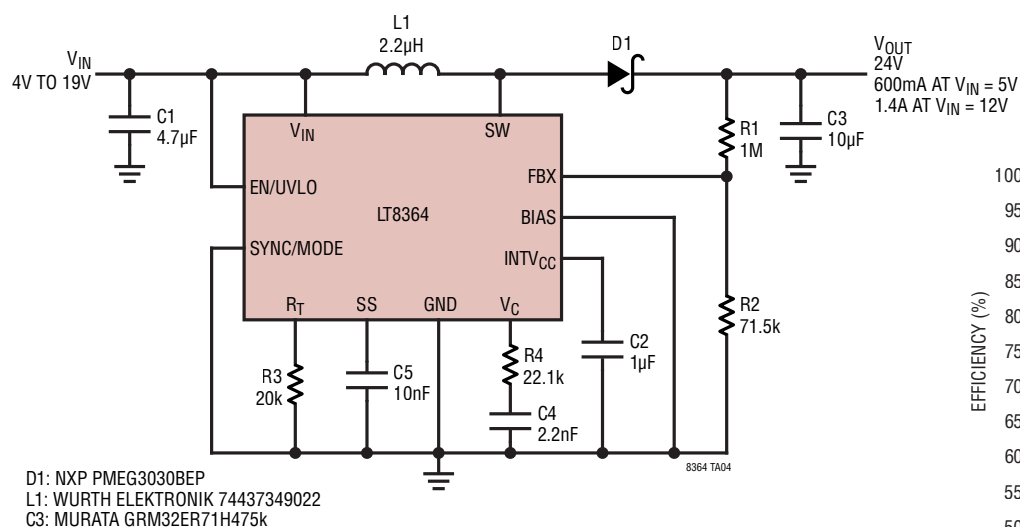 L1
2.2µH
D1
VIN
4V TO 19V
VOUT
24V
600mA AT VIN = 5V
1.4A AT VIN = 12V
C1
4.7µF
VIN
SW
R1
1M
C3
10µF
EN/UVLO
FBX
LT8364
BIAS
SYNC/MODE
INTVCC
RT
SS
GND
VC
R2
71.5k
C2
1µF
R3
20k
C5
10nF
R4
22.1k
C4
2.2nF
8364 TA04
D1: NXP PMEG3030BEP
L1: WURTH ELEKTRONIK 74437349022
C3: MURATA GRM32ER71H475k
EFFICIENCY (%)
100
95
90
85
80
75
70
65
60
55